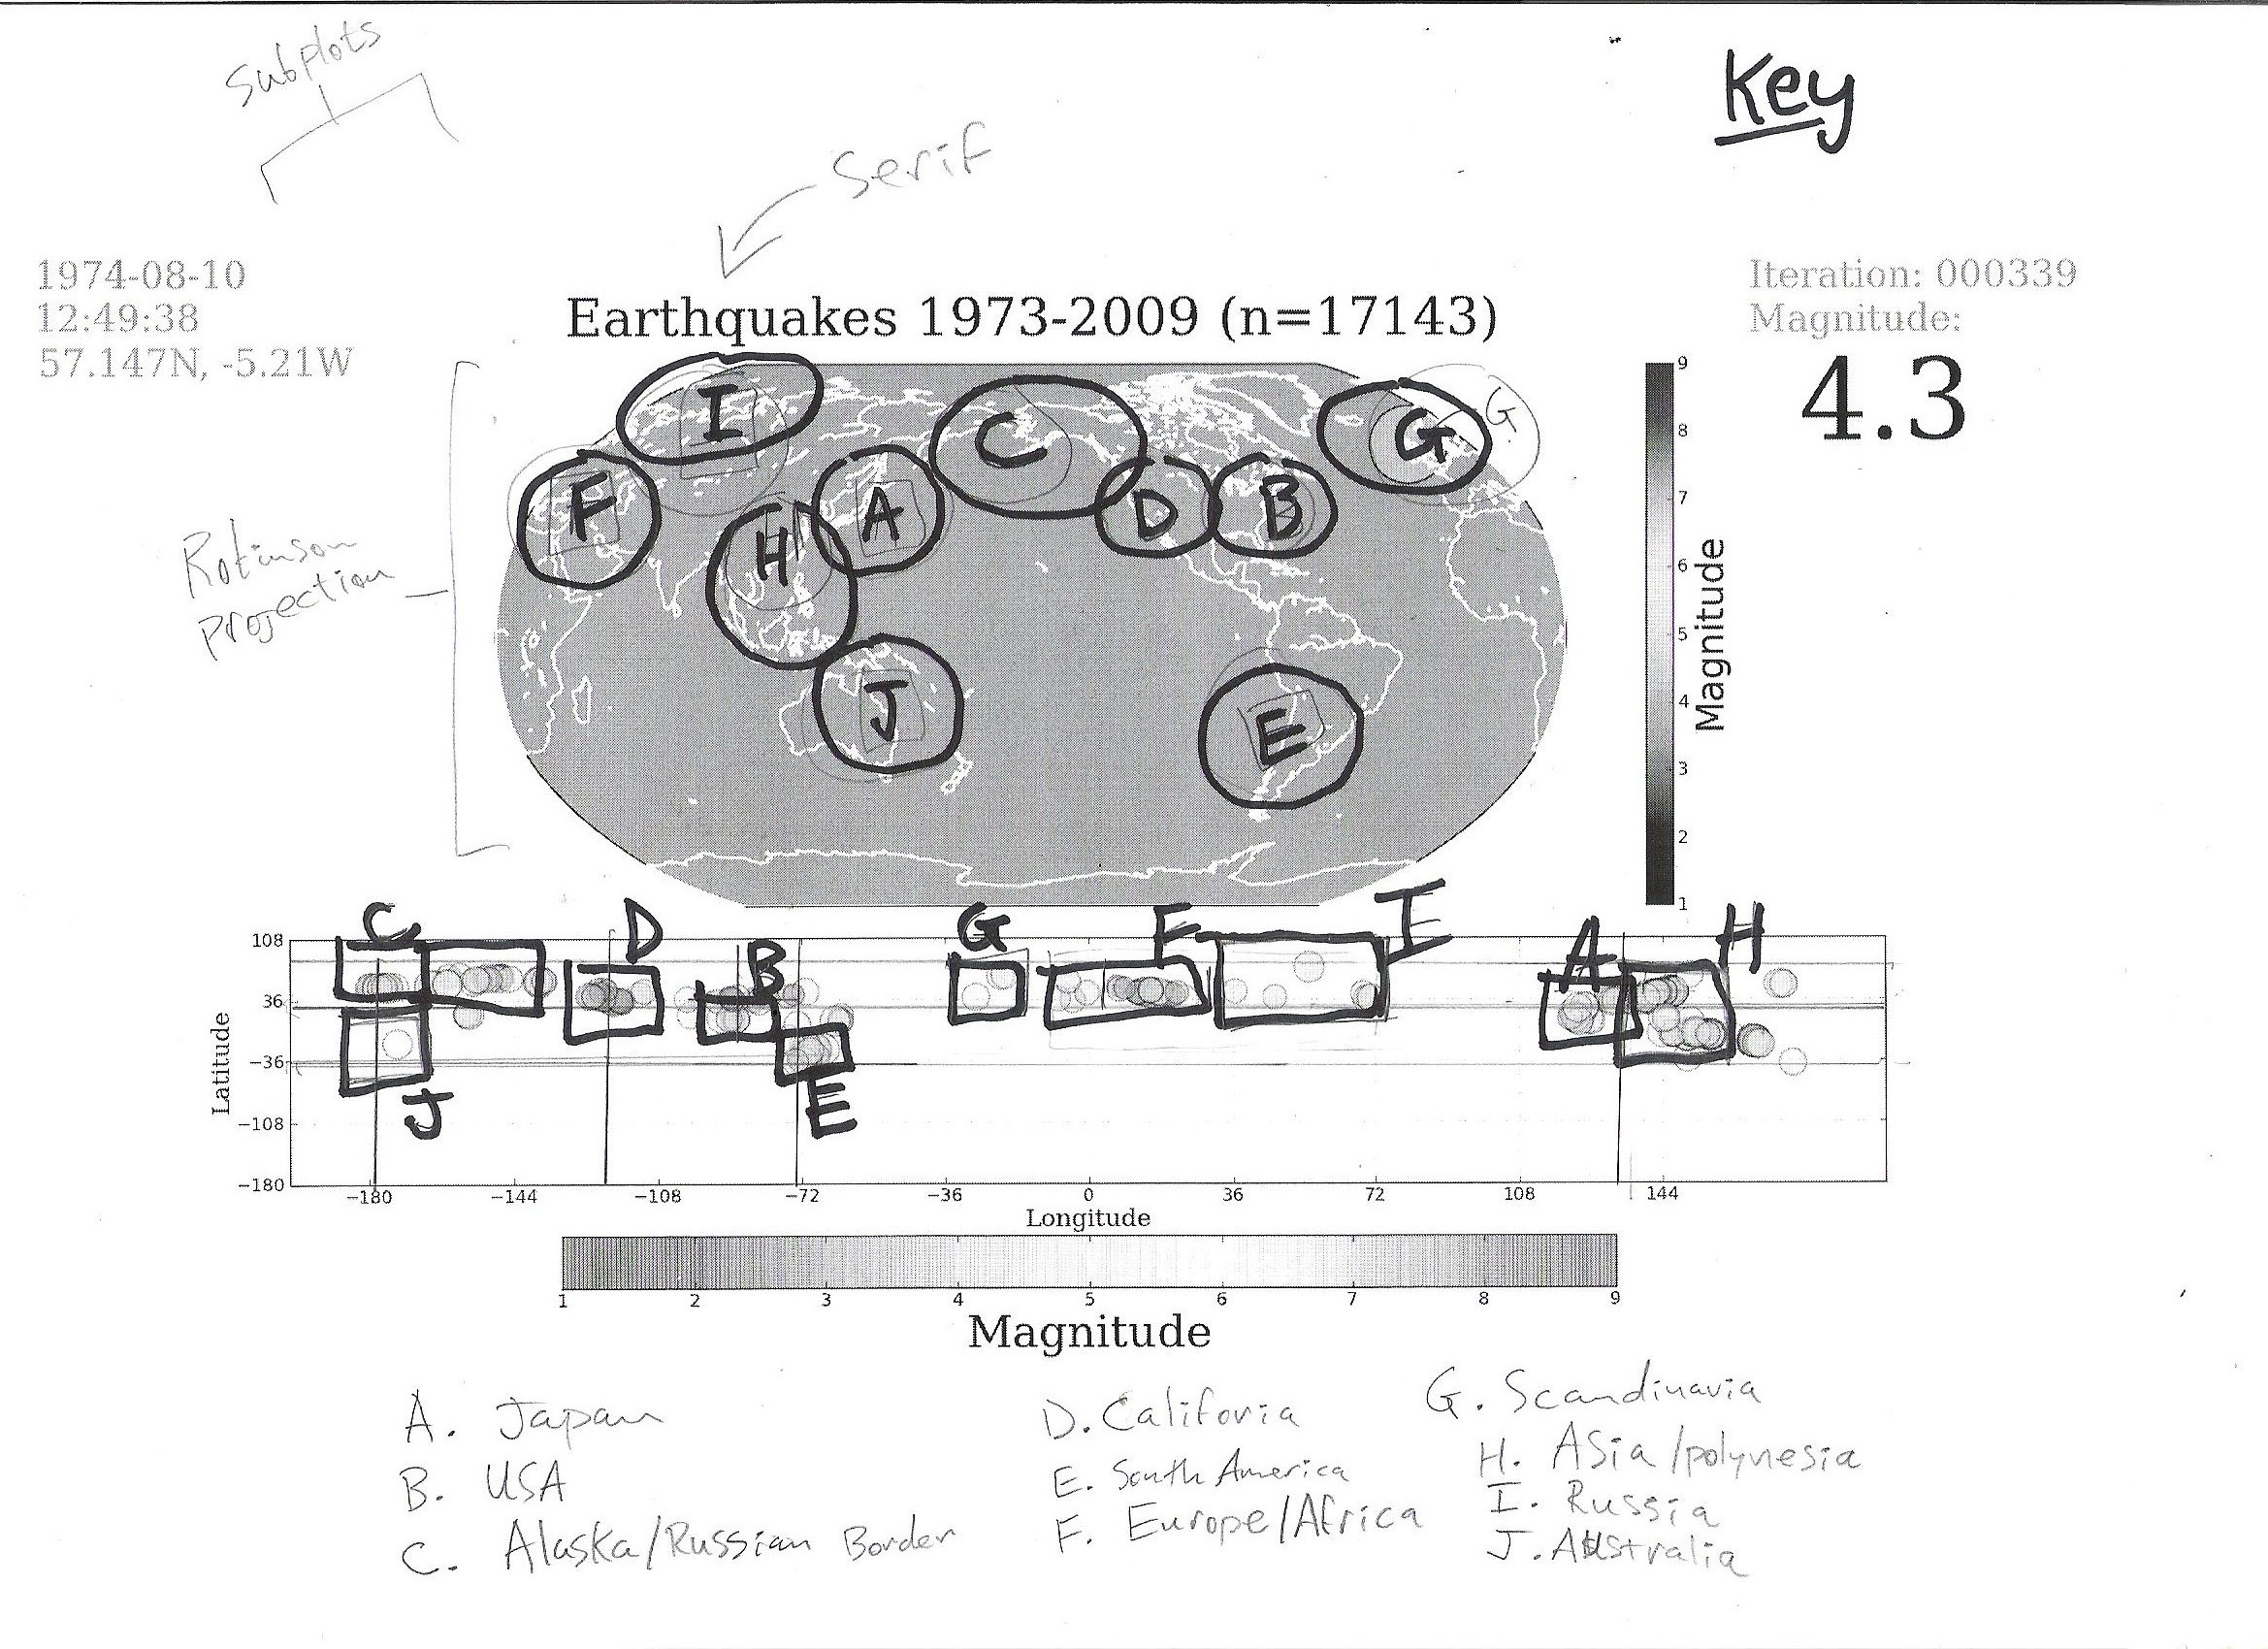 Subplots
Key
Serif
1974-08-10
12:49:38
57.147N, -5.21W
Iteration: 000339
Magnitude:
4.3
Earthquakes 1973-2009 (n=17143)
Rotinson
projection
I
C
G
G.
F
A
D
B
H
J
E
9
8
7
6
5
4
3
2
1
Magnitude
C
D
B
G
F
I
A
H
J
E
108
36
−36
−108
−180
Latitude
−180
−144
−108
−72
−36
0
36
72
108
144
Longitude
1
2
3
4
5
6
7
8
9
Magnitude
A. Japan
B. USA
C. Alaska/Russian Border
D. Califoria
E. South America
F. Europe/Africa
G. Scandinavia
H. Asia/polynesia
I. Russia
J. Australia